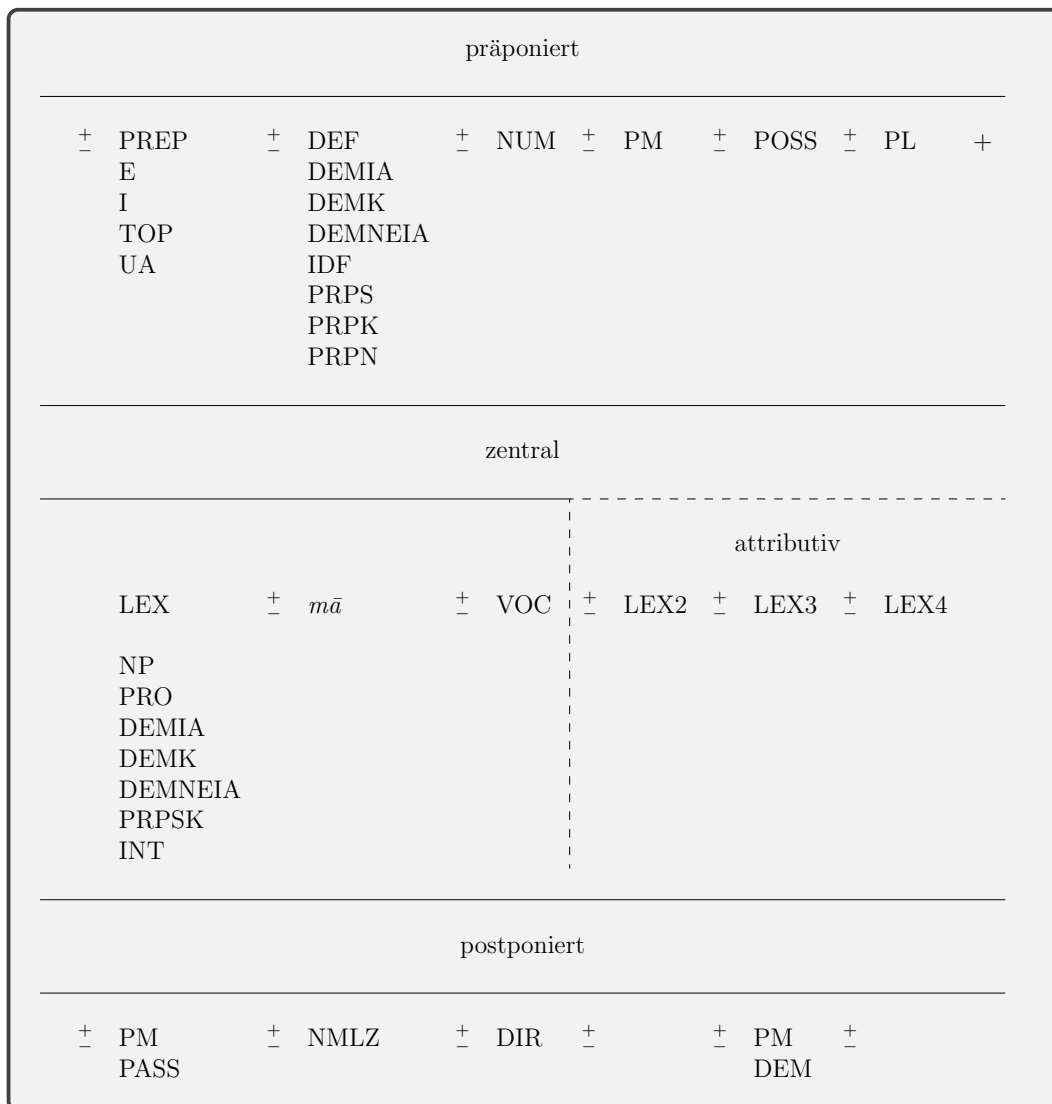 präponiert
± PREP ± DEF ± NUM ± PM ± POSS ± PL +
E DEMIA
I DEMK
TOP DEMNEIA
UA IDF
PRPS
PRPK
PRPN
zentral
attributiv
LEX ± mā ± VOC ± LEX2 ± LEX3 ± LEX4
NP
PRO
DEMIA
DEMK
DEMNEIA
PRPSK
INT
postponiert
± PM ± NMLZ ± DIR ± ± PM ±
PASS DEM